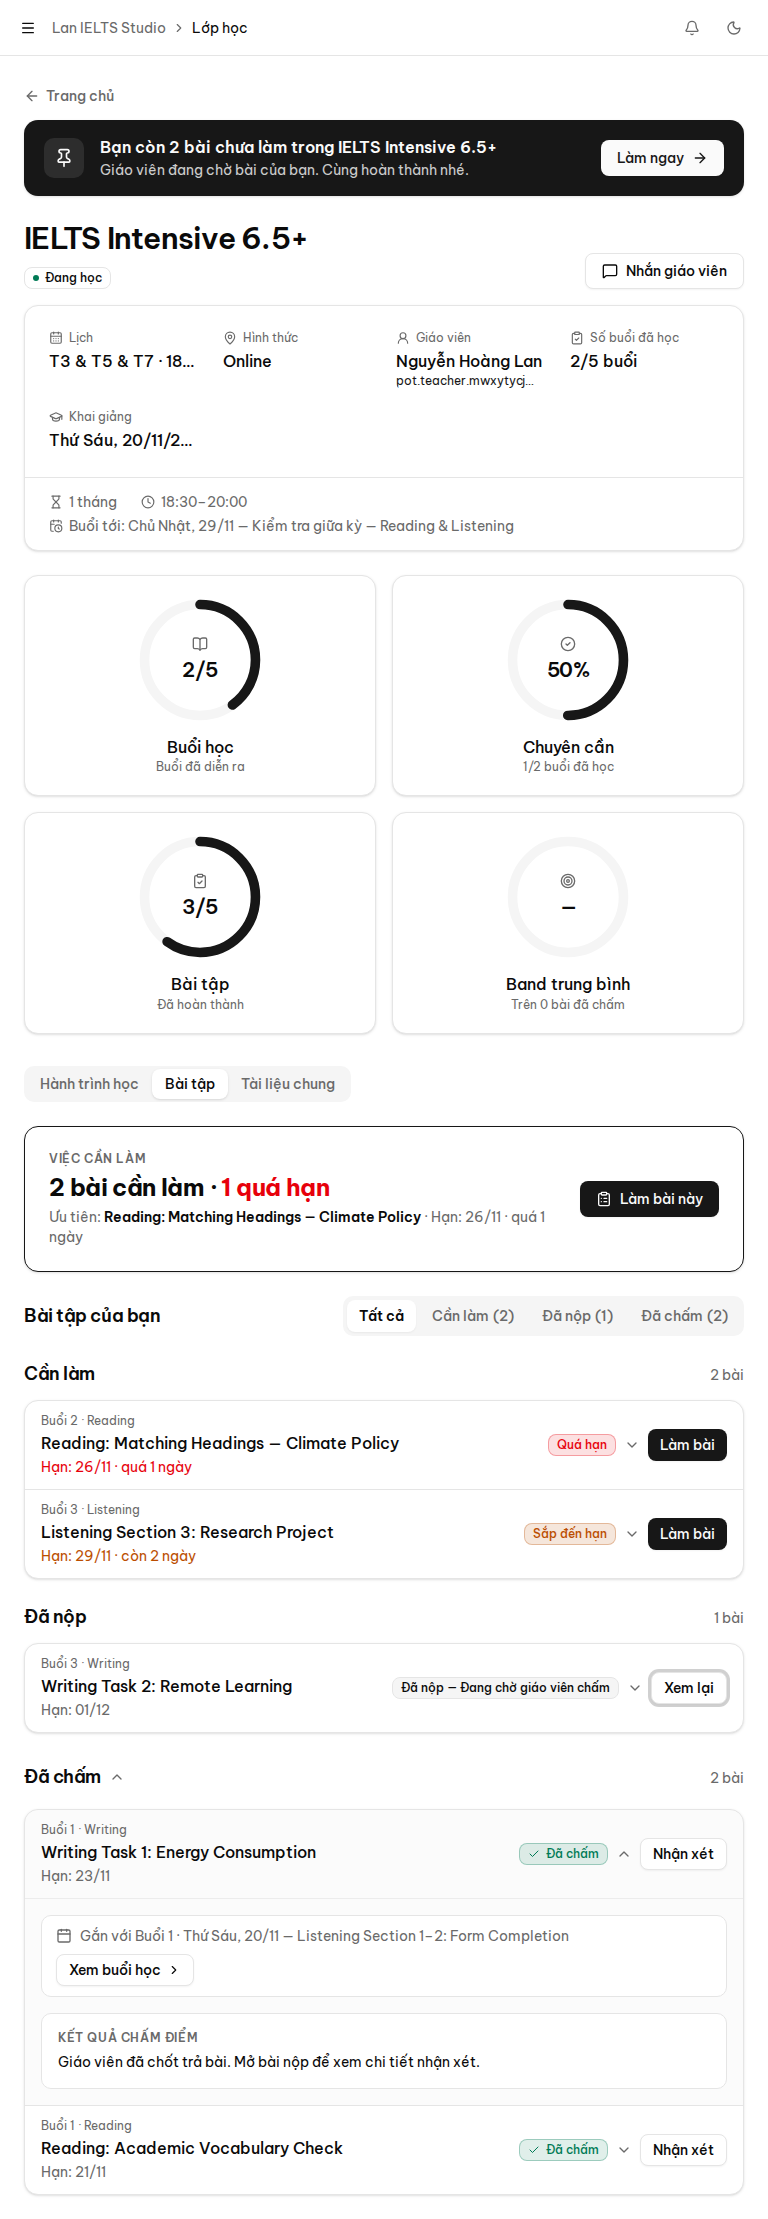 Lan IELTS Studio > Lớp học
Trang chủ
Bạn còn 2 bài chưa làm trong IELTS Intensive 6.5+
Giáo viên đang chờ bài của bạn. Cùng hoàn thành nhé.
Làm ngay
IELTS Intensive 6.5+
Đang học
Nhắn giáo viên
Lịch
T3 & T5 & T7 · 18...
Hình thức
Online
Giáo viên
Nguyễn Hoàng Lan
pot.teacher.mwxytycj...
Số buổi đã học
2/5 buổi
Khai giảng
Thứ Sáu, 20/11/2...
1 tháng
18:30–20:00
Buổi tới: Chủ Nhật, 29/11 — Kiểm tra giữa kỳ — Reading & Listening
2/5
Buổi học
Buổi đã diễn ra
50%
Chuyên cần
1/2 buổi đã học
3/5
Bài tập
Đã hoàn thành
—
Band trung bình
Trên 0 bài đã chấm
Hành trình học
Bài tập
Tài liệu chung
VIỆC CẦN LÀM
2 bài cần làm · 1 quá hạn
Ưu tiên: Reading: Matching Headings — Climate Policy · Hạn: 26/11 · quá 1
ngày
Làm bài này
Bài tập của bạn
Tất cả
Cần làm (2)
Đã nộp (1)
Đã chấm (2)
Cần làm
2 bài
Buổi 2 · Reading
Reading: Matching Headings — Climate Policy
Hạn: 26/11 · quá 1 ngày
Quá hạn
Làm bài
Buổi 3 · Listening
Listening Section 3: Research Project
Hạn: 29/11 · còn 2 ngày
Sắp đến hạn
Làm bài
Đã nộp
1 bài
Buổi 3 · Writing
Writing Task 2: Remote Learning
Hạn: 01/12
Đã nộp — Đang chờ giáo viên chấm
Xem lại
Đã chấm
2 bài
Buổi 1 · Writing
Writing Task 1: Energy Consumption
Hạn: 23/11
Đã chấm
Nhận xét
Gắn với Buổi 1 · Thứ Sáu, 20/11 — Listening Section 1–2: Form Completion
Xem buổi học
KẾT QUẢ CHẤM ĐIỂM
Giáo viên đã chốt trả bài. Mở bài nộp để xem chi tiết nhận xét.
Buổi 1 · Reading
Reading: Academic Vocabulary Check
Hạn: 21/11
Đã chấm
Nhận xét